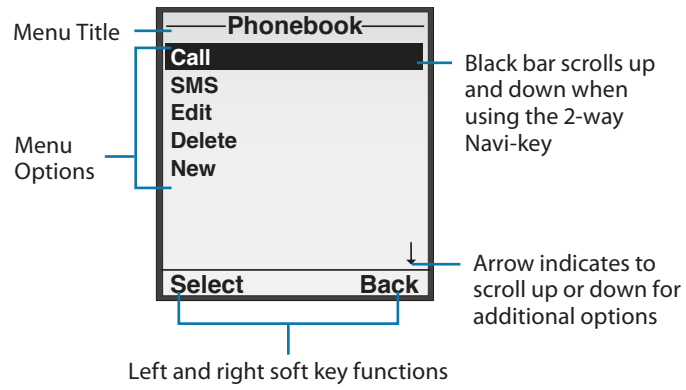 Menu Title
Phonebook
Call
SMS
Edit
Delete
New
Menu
Options
Black bar scrolls up
and down when
using the 2-way
Navi-key
Arrow indicates to
scroll up or down for
additional options
Select
Back
Left and right soft key functions